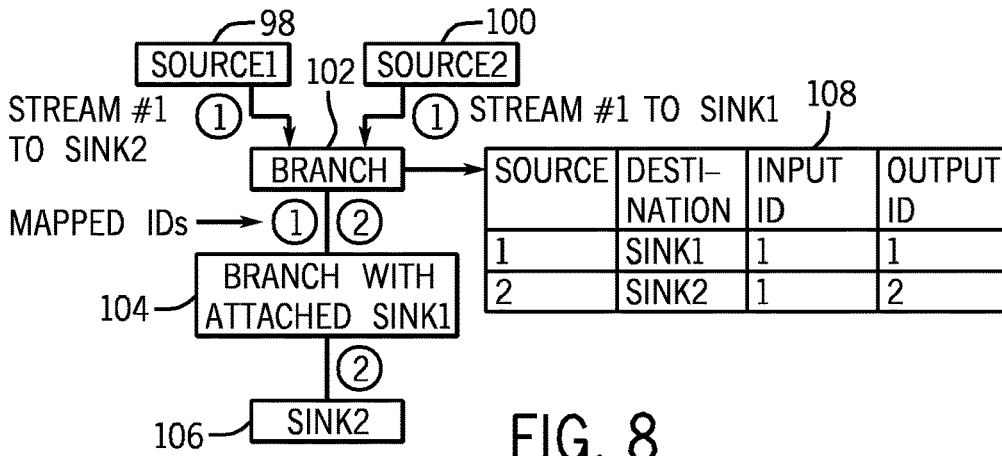 98
100
SOURCE1
SOURCE2
102
STREAM #1
TO SINK2
1
1
STREAM #1 TO SINK1
108
BRANCH
SOURCE
DESTI-
NATION
INPUT
ID
OUTPUT
ID
1
SINK1
1
1
2
SINK2
1
2
MAPPED IDs
1
2
104
BRANCH WITH
ATTACHED SINK1
2
106
SINK2
FIG. 8